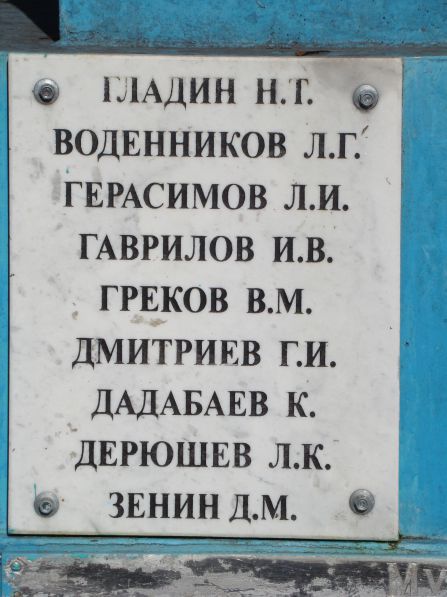 ГЛАДИН Н.Т.
ВОДЕННИКОВ Л.Г.
ГЕРАСИМОВ Л.И.
ГАВРИЛОВ И.В.
ГРЕКОВ В.М.
ДМИТРИЕВ Г.И.
ДАДАБАЕВ К.
ДЕРЮШЕВ Л.К.
ЗЕНИН Д.М.